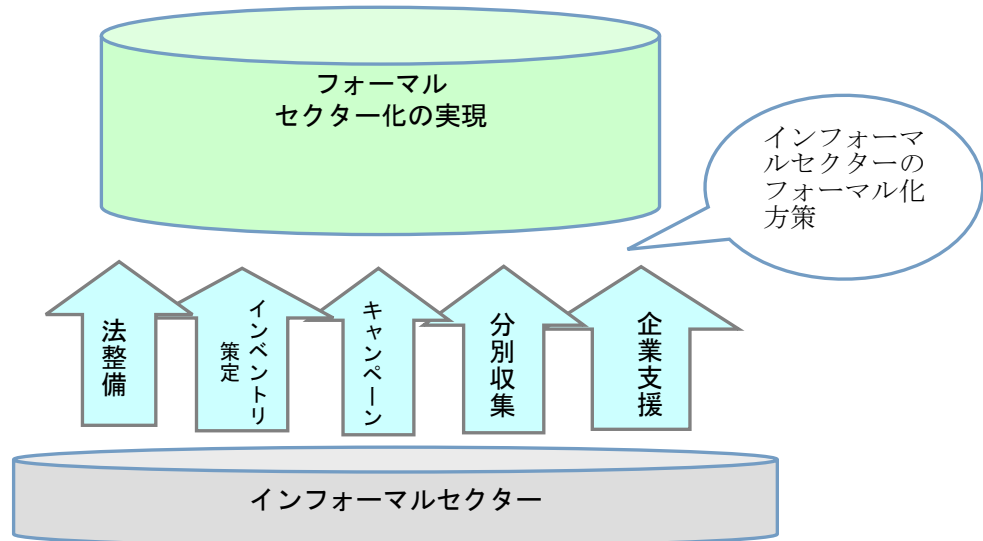 フォーマル
セクター化の実現
インフォーマ
ルセクターの
フォーマル化
方策
法整備
インベントリ
策定
キャンペーン
分別収集
企業支援
インフォーマルセクター